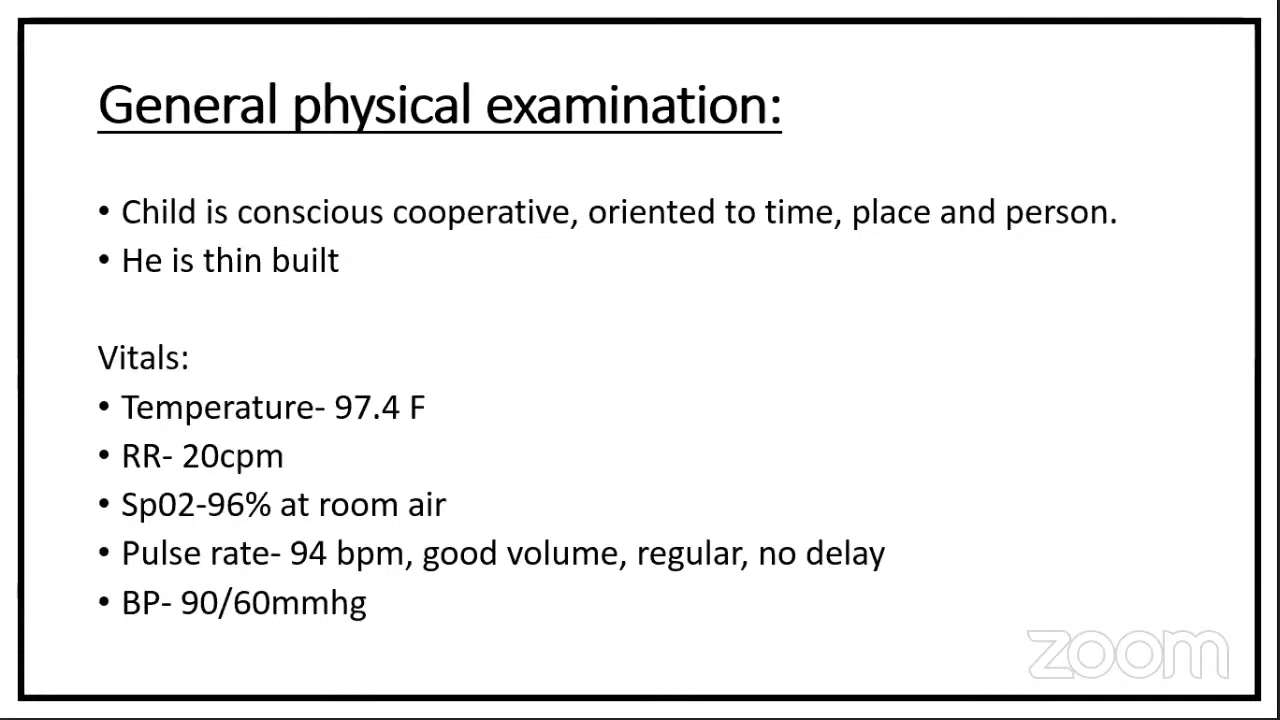 General physical examination:
• Child is conscious cooperative, oriented to time, place and person.
• He is thin built
Vitals:
• Temperature- 97.4 F
• RR- 20cpm
• Sp02-96% at room air
• Pulse rate- 94 bpm, good volume, regular, no delay
• BP- 90/60mmhg
zoom